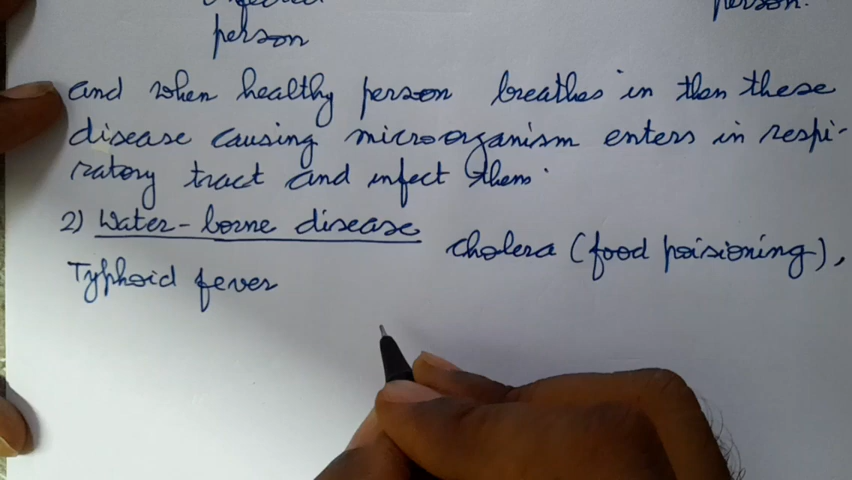 person
person.
and when healthy person breathes in then these
disease causing microorganism enters in respi-
ratory tract and infect them.
2) Water-borne disease
cholera (food poisioning),
Typhoid fever